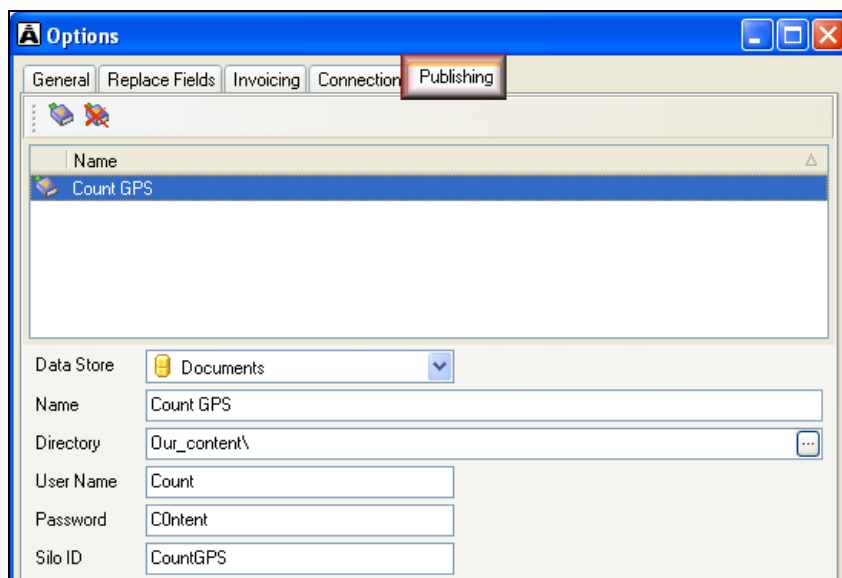 Options
General Replace Fields Invoicing Connection Publishing
Name
Count GPS
Data Store Documents
Name Count GPS
Directory Our_content\
User Name Count
Password C0ntent
Silo ID CountGPS